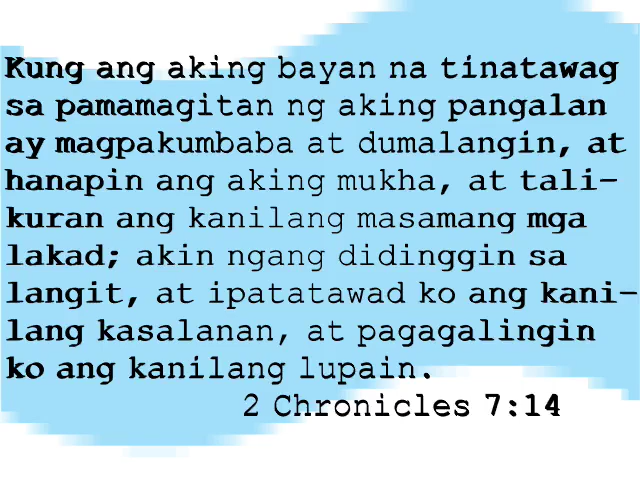 Kung ang aking bayan na tinatawag
sa pamamagitan ng aking pangalan
ay magpakumbaba at dumalangin, at
hanapin ang aking mukha, at tali-
kuran ang kanilang masamang mga
lakad; akin ngang didinggin sa
langit, at ipatatawad ko ang kani-
lang kasalanan, at pagagalingin
ko ang kanilang lupain.
2 Chronicles 7:14